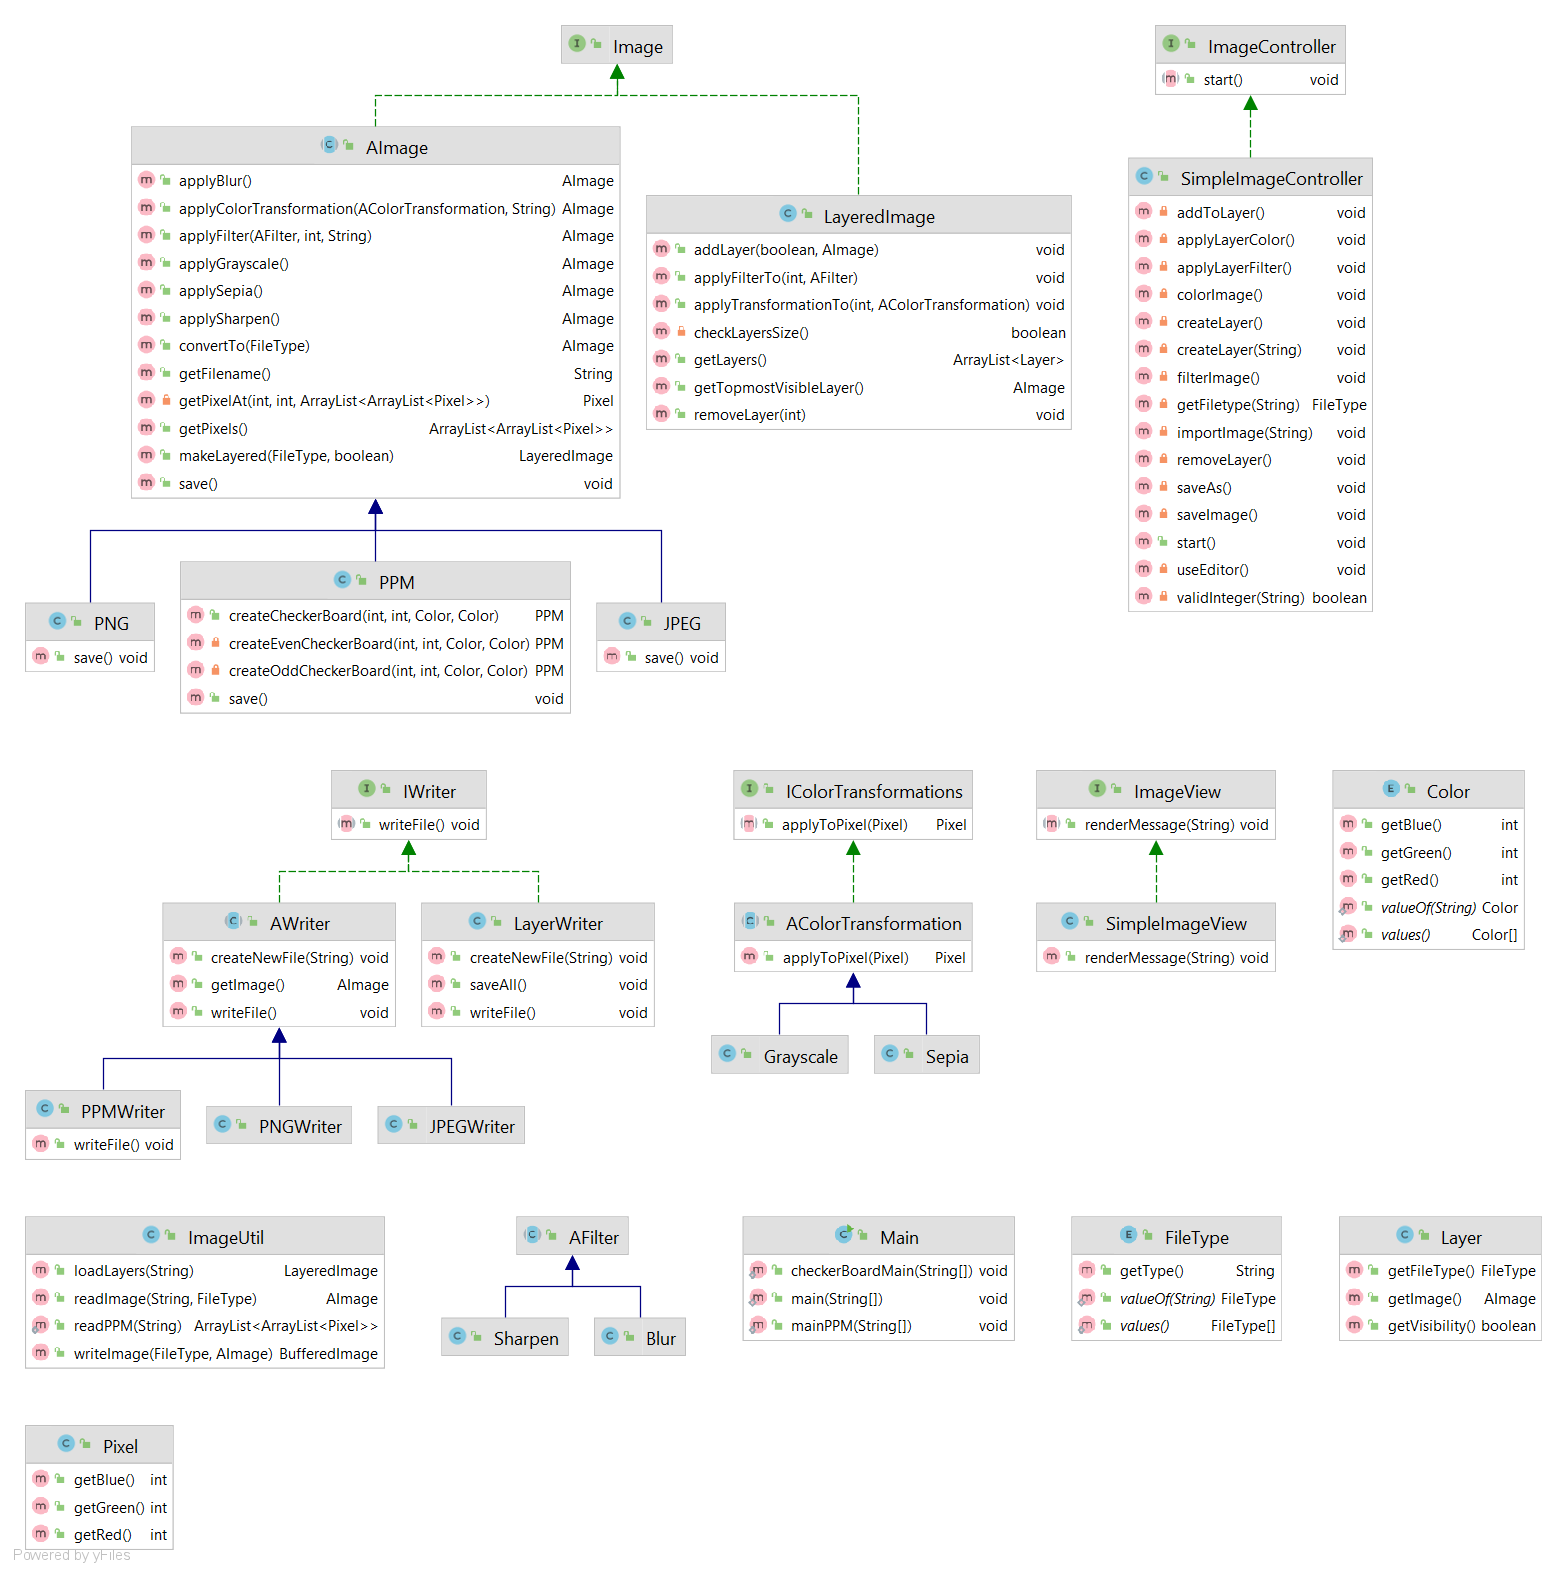 Image
ImageController
start() void
AImage
applyBlur() AImage
applyColorTransformation(AColorTransformation, String) AImage
applyFilter(AFilter, int, String) AImage
applyGrayscale() AImage
applySepia() AImage
applySharpen() AImage
convertTo(FileType) AImage
getFilename() String
getPixelAt(int, int, ArrayList<ArrayList<Pixel>>) Pixel
getPixels() ArrayList<ArrayList<Pixel>>
makeLayered(FileType, boolean) LayeredImage
save() void
LayeredImage
addLayer(boolean, AImage) void
applyFilterTo(int, AFilter) void
applyTransformationTo(int, AColorTransformation) void
checkLayersSize() boolean
getLayers() ArrayList<Layer>
getTopmostVisibleLayer() AImage
removeLayer(int) void
SimpleImageController
addToLayer() void
applyLayerColor() void
applyLayerFilter() void
colorImage() void
createLayer() void
createLayer(String) void
filterImage() void
getFiletype(String) FileType
importImage(String) void
removeLayer() void
saveAs() void
saveImage() void
start() void
useEditor() void
validInteger(String) boolean
PNG
save() void
PPM
createCheckerBoard(int, int, Color, Color) PPM
createEvenCheckerBoard(int, int, Color, Color) PPM
createOddCheckerBoard(int, int, Color, Color) PPM
save() void
JPEG
save() void
IWriter
writeFile() void
IColorTransformations
applyToPixel(Pixel) Pixel
ImageView
renderMessage(String) void
Color
getBlue() int
getGreen() int
getRed() int
valueOf(String) Color
values() Color[]
AWriter
createNewFile(String) void
getImage() AImage
writeFile() void
LayerWriter
createNewFile(String) void
saveAll() void
writeFile() void
AColorTransformation
applyToPixel(Pixel) Pixel
SimpleImageView
renderMessage(String) void
Grayscale
Sepia
PPMWriter
writeFile() void
PNGWriter
JPEGWriter
ImageUtil
loadLayers(String) LayeredImage
readImage(String, FileType) AImage
readPPM(String) ArrayList<ArrayList<Pixel>>
writeImage(FileType, AImage) BufferedImage
AFilter
Sharpen
Blur
Main
checkerBoardMain(String[]) void
main(String[]) void
mainPPM(String[]) void
FileType
getType() String
valueOf(String) FileType
values() FileType[]
Layer
getFileType() FileType
getImage() AImage
getVisibility() boolean
Pixel
getBlue() int
getGreen() int
getRed() int
Powered by yFiles